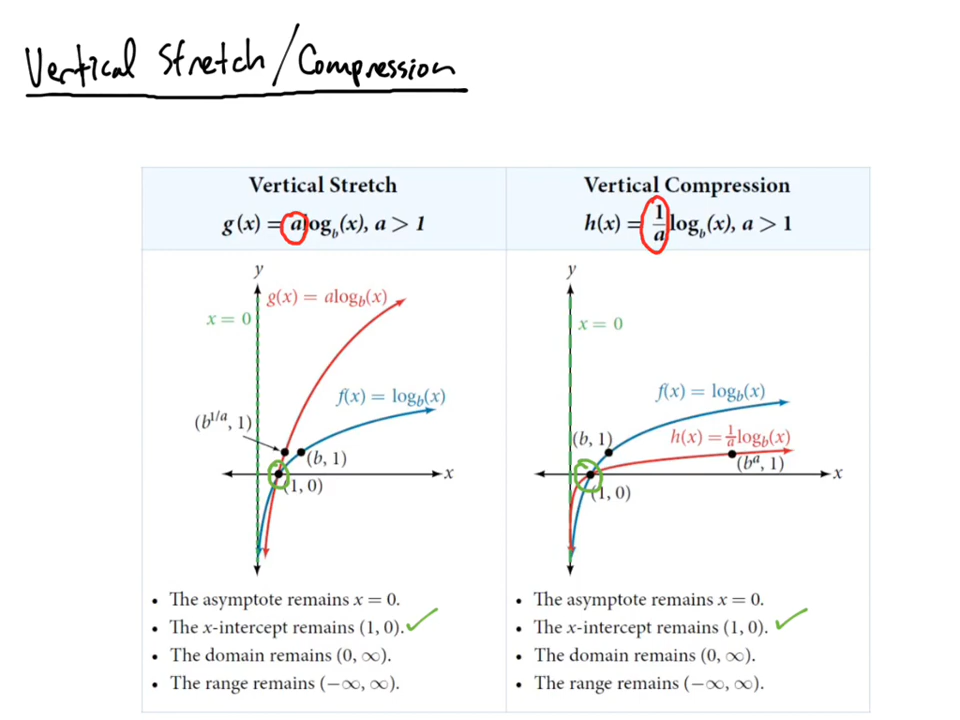 Vertical Stretch/Compression
Vertical Stretch
g(x) = alog_b(x), a > 1
y
g(x) = alog_b(x)
x = 0
f(x) = log_b(x)
(b^{1/a}, 1)
(b, 1)
x
(1, 0)
• The asymptote remains x = 0.
• The x-intercept remains (1, 0). ✓
• The domain remains (0, ∞).
• The range remains (−∞, ∞).
Vertical Compression
h(x) = 1/a log_b(x), a > 1
y
x = 0
f(x) = log_b(x)
(b, 1)
h(x) = 1/a log_b(x)
(b^a, 1)
x
(1, 0)
• The asymptote remains x = 0.
• The x-intercept remains (1, 0). ✓
• The domain remains (0, ∞).
• The range remains (−∞, ∞).